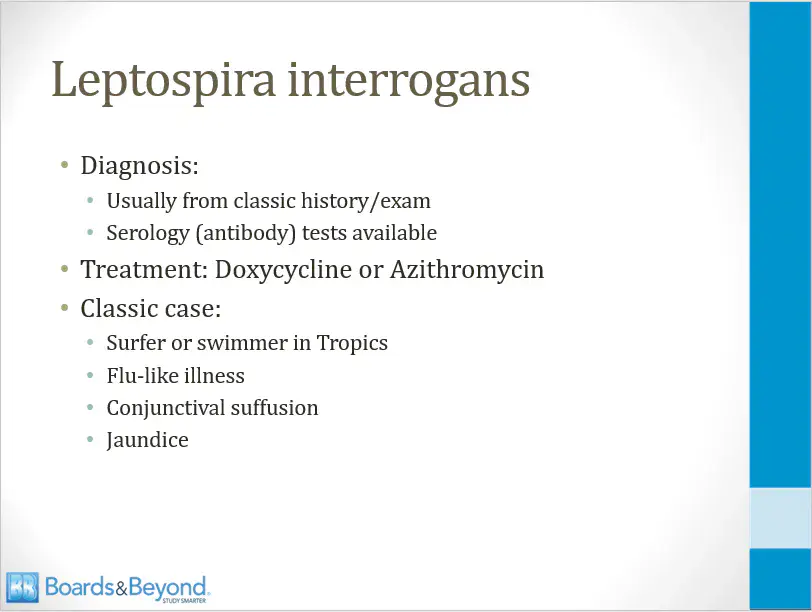 Leptospira interrogans
• Diagnosis:
• Usually from classic history/exam
• Serology (antibody) tests available
• Treatment: Doxycycline or Azithromycin
• Classic case:
• Surfer or swimmer in Tropics
• Flu-like illness
• Conjunctival suffusion
• Jaundice
BB Boards&Beyond.
STUDY SMARTER